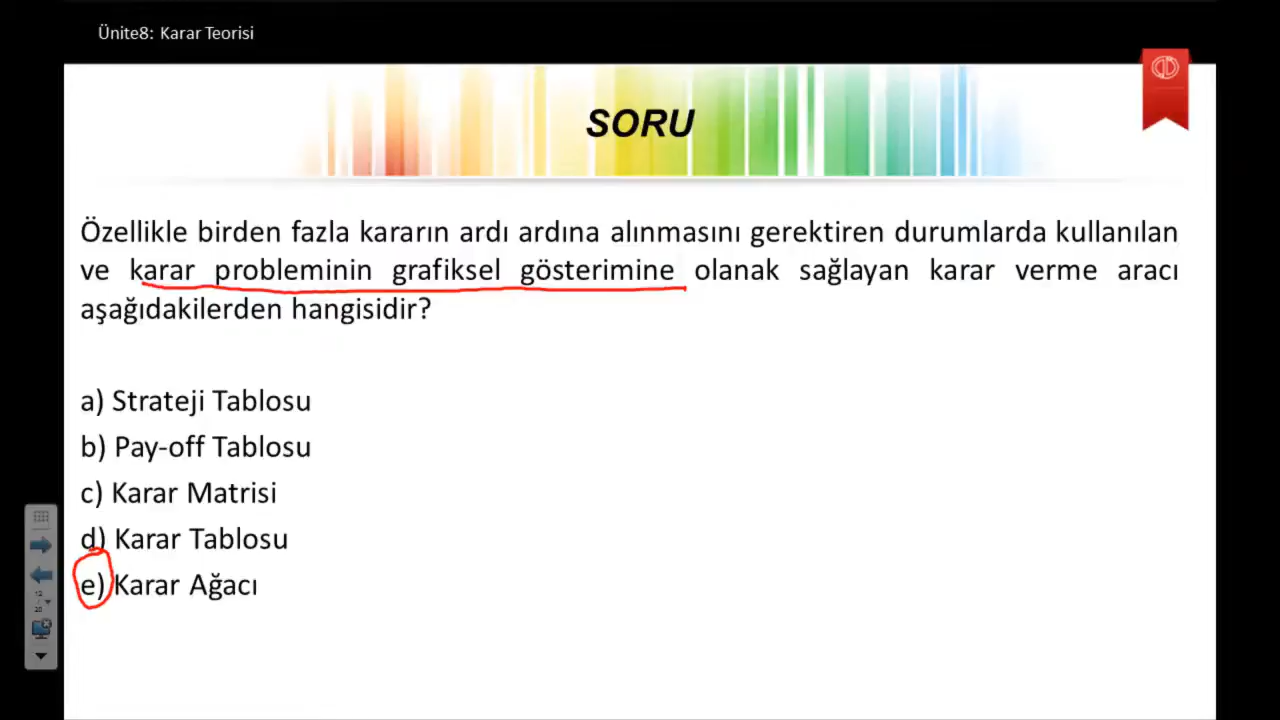 Ünite8: Karar Teorisi
SORU
Özellikle birden fazla kararın ardı ardına alınmasını gerektiren durumlarda kullanılan
ve karar probleminin grafiksel gösterimine olanak sağlayan karar verme aracı
aşağıdakilerden hangisidir?
a) Strateji Tablosu
b) Pay-off Tablosu
c) Karar Matrisi
d) Karar Tablosu
e) Karar Ağacı